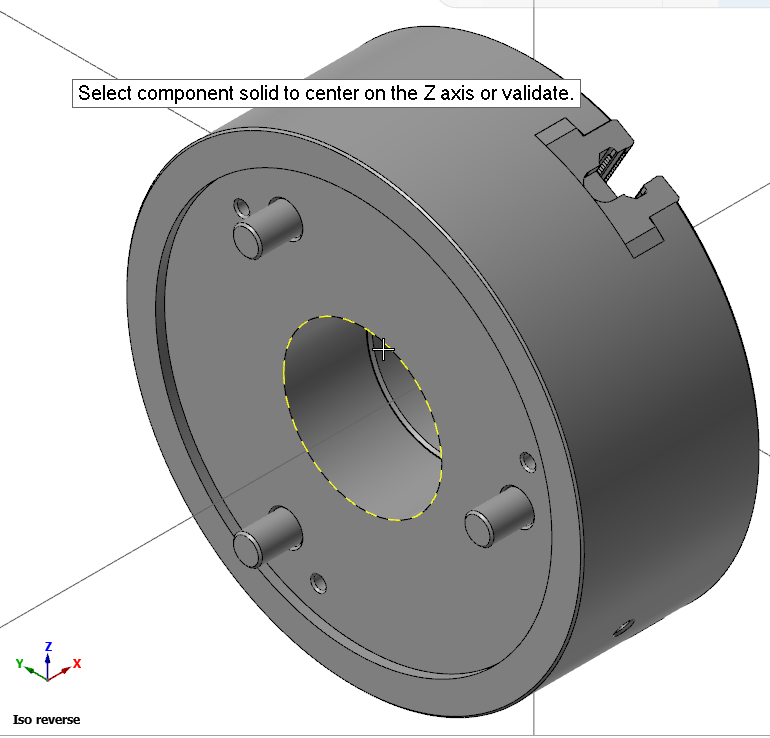 Select component solid to center on the Z axis or validate.
Z
Y
X
Iso reverse